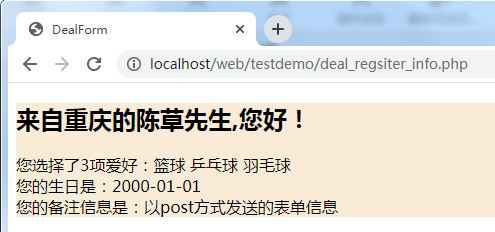 DealForm
localhost/web/testdemo/deal_regsiter_info.php
来自重庆的陈草先生,您好！
您选择了3项爱好：篮球 乒乓球 羽毛球
您的生日是：2000-01-01
您的备注信息是：以post方式发送的表单信息